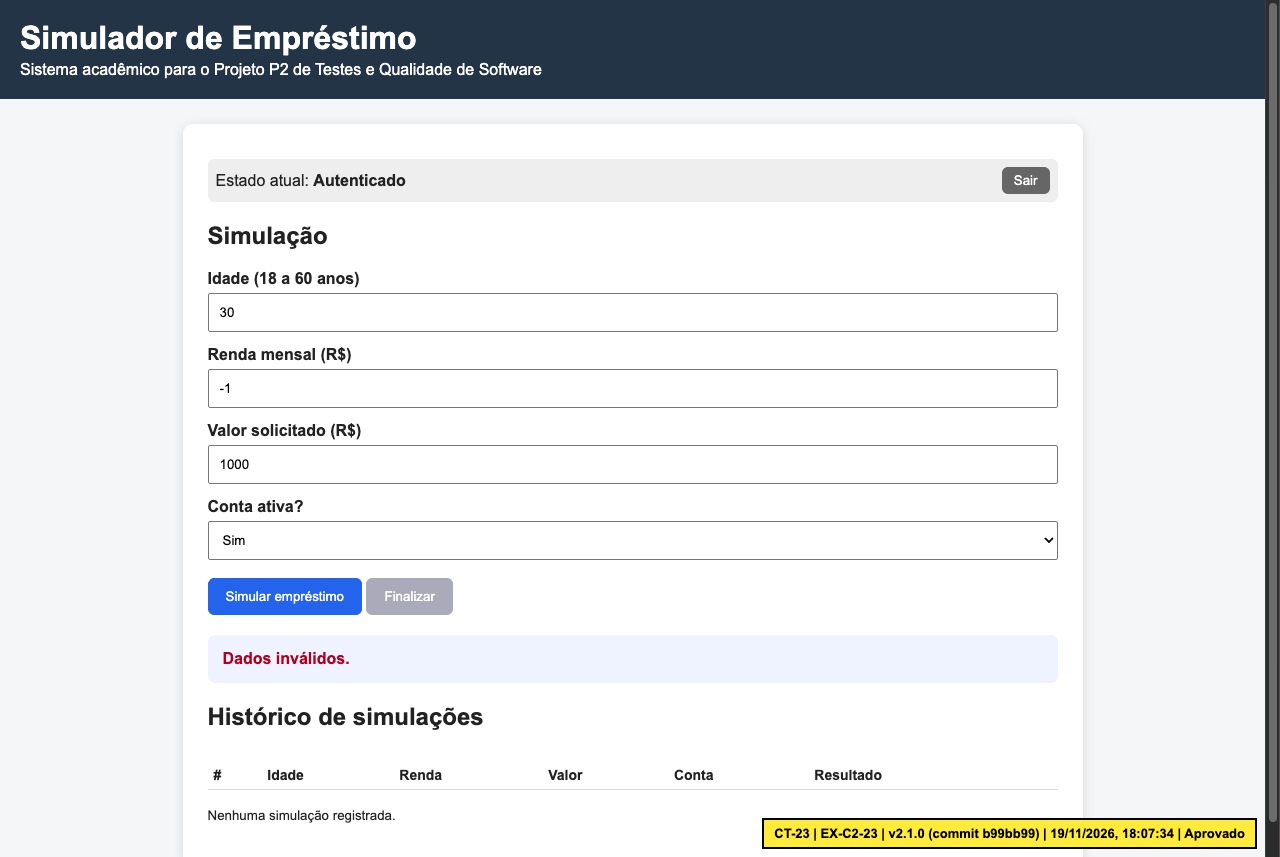 Simulador de Empréstimo
Sistema acadêmico para o Projeto P2 de Testes e Qualidade de Software
Estado atual: Autenticado
Sair
Simulação
Idade (18 a 60 anos)
30
Renda mensal (R$)
-1
Valor solicitado (R$)
1000
Conta ativa?
Sim
Simular empréstimo
Finalizar
Dados inválidos.
Histórico de simulações
# Idade Renda Valor Conta Resultado
Nenhuma simulação registrada.
CT-23 | EX-C2-23 | v2.1.0 (commit b99bb99) | 19/11/2026, 18:07:34 | Aprovado